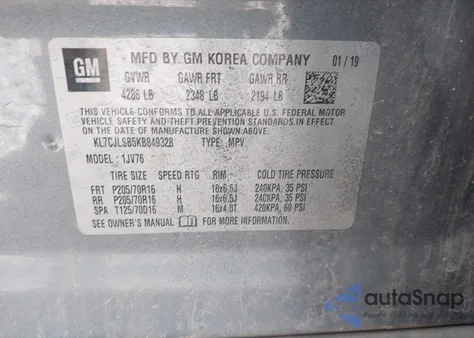 GM
MFD BY GM KOREA COMPANY 01/19
GVWR GAWR FRT GAWR RR
4286 LB 2348 LB 2194 LB
THIS VEHICLE CONFORMS TO ALL APPLICABLE U.S. FEDERAL MOTOR
VEHICLE SAFETY AND THEFT PREVENTION STANDARDS IN EFFECT ON
THE DATE OF MANUFACTURE SHOWN ABOVE.
KL7CJLSB5KB849328 TYPE: MPV
MODEL: 1JV76
TIRE SIZE SPEED RTG RIM COLD TIRE PRESSURE
FRT P205/70R16 H 16x6.5J 240KPA, 35 PSI
RR P205/70R16 H 16x6.5J 240KPA, 35 PSI
SPA T125/70D16 M 16x4.0T 420KPA, 60 PSI
SEE OWNER'S MANUAL FOR MORE INFORMATION
autoSnap